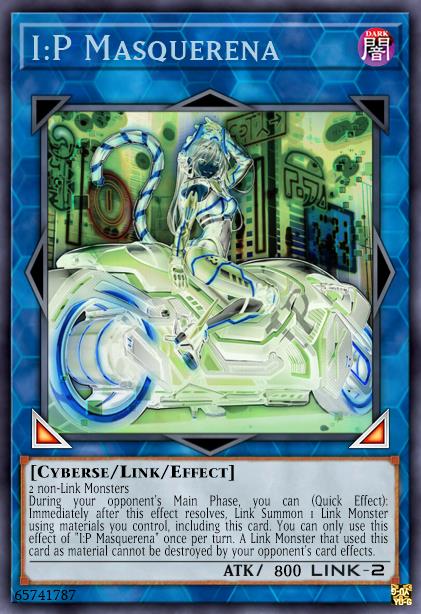 I:P Masquerena
DARK
闇
I:P
[Cyberse/Link/Effect]
2 non-Link Monsters
During your opponent's Main Phase, you can (Quick Effect):
Immediately after this effect resolves, Link Summon 1 Link Monster
using materials you control, including this card. You can only use this
effect of "I:P Masquerena" once per turn. A Link Monster that used this
card as material cannot be destroyed by your opponent's card effects.
ATK/ 800 LINK-2
65741787